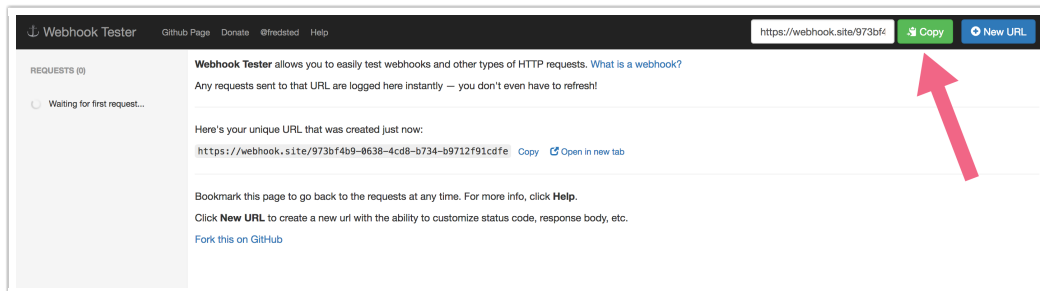 Webhook Tester Github Page Donate @fredsted Help https://webhook.site/973bf4 Copy New URL
REQUESTS (0)
Waiting for first request...
Webhook Tester allows you to easily test webhooks and other types of HTTP requests. What is a webhook?
Any requests sent to that URL are logged here instantly — you don't even have to refresh!
Here's your unique URL that was created just now:
https://webhook.site/973bf4b9-0638-4cd8-b734-b9712f91cdfe Copy Open in new tab
Bookmark this page to go back to the requests at any time. For more info, click Help.
Click New URL to create a new url with the ability to customize status code, response body, etc.
Fork this on GitHub